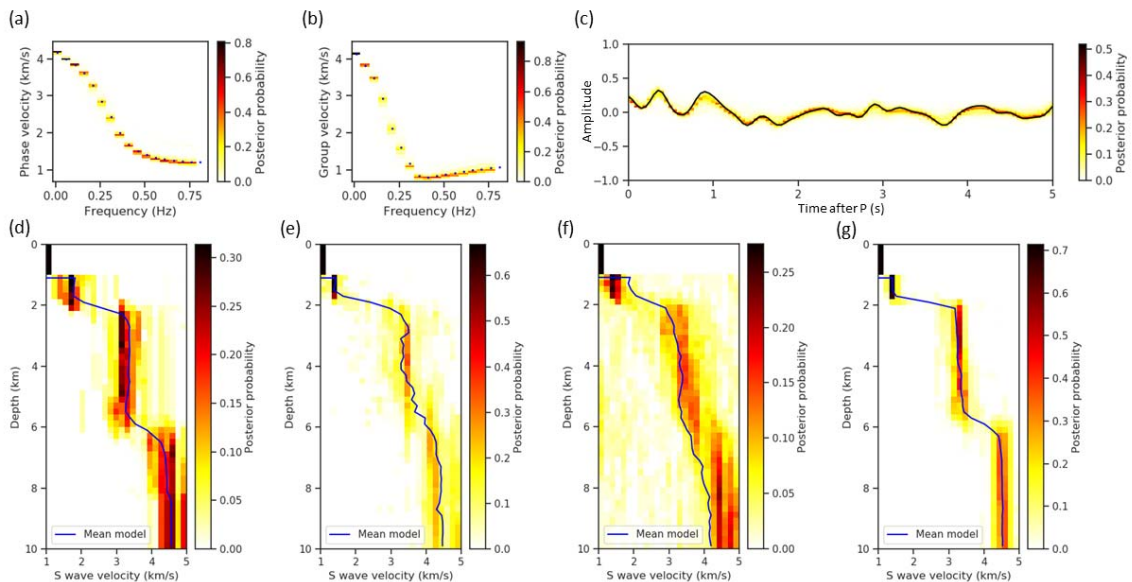 (a)
Phase velocity (km/s)
4
3
2
1
0.00 0.25 0.50 0.75
Frequency (Hz)
0.8
0.6
0.4
0.2
0.0
Posterior probability
(b)
Group velocity (km/s)
4
3
2
1
0.00 0.25 0.50 0.75
Frequency (Hz)
0.8
0.6
0.4
0.2
0.0
Posterior probability
(c)
Amplitude
1.0
0.5
0.0
−0.5
−1.0
0 1 2 3 4 5
Time after P (s)
0.5
0.4
0.3
0.2
0.1
0.0
Posterior probability
(d)
Depth (km)
0
2
4
6
8
10
Mean model
1 2 3 4 5
S wave velocity (km/s)
0.30
0.25
0.20
0.15
0.10
0.05
0.00
Posterior probability
(e)
Depth (km)
0
2
4
6
8
10
Mean model
1 2 3 4 5
S wave velocity (km/s)
0.6
0.5
0.4
0.3
0.2
0.1
0.0
Posterior probability
(f)
Depth (km)
0
2
4
6
8
10
Mean model
1 2 3 4 5
S wave velocity (km/s)
0.25
0.20
0.15
0.10
0.05
0.00
Posterior probability
(g)
Depth (km)
0
2
4
6
8
10
Mean model
1 2 3 4 5
S wave velocity (km/s)
0.7
0.6
0.5
0.4
0.3
0.2
0.1
0.0
Posterior probability